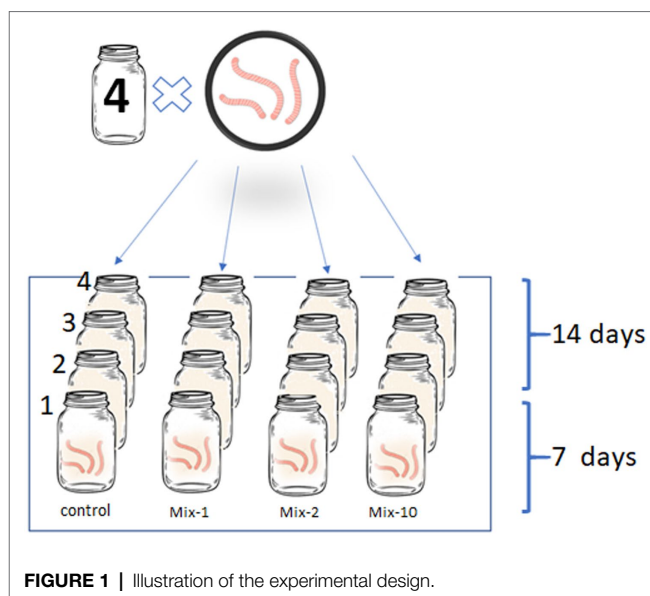 4
4
3
2
1
14 days
7 days
control Mix-1 Mix-2 Mix-10
FIGURE 1 | Illustration of the experimental design.